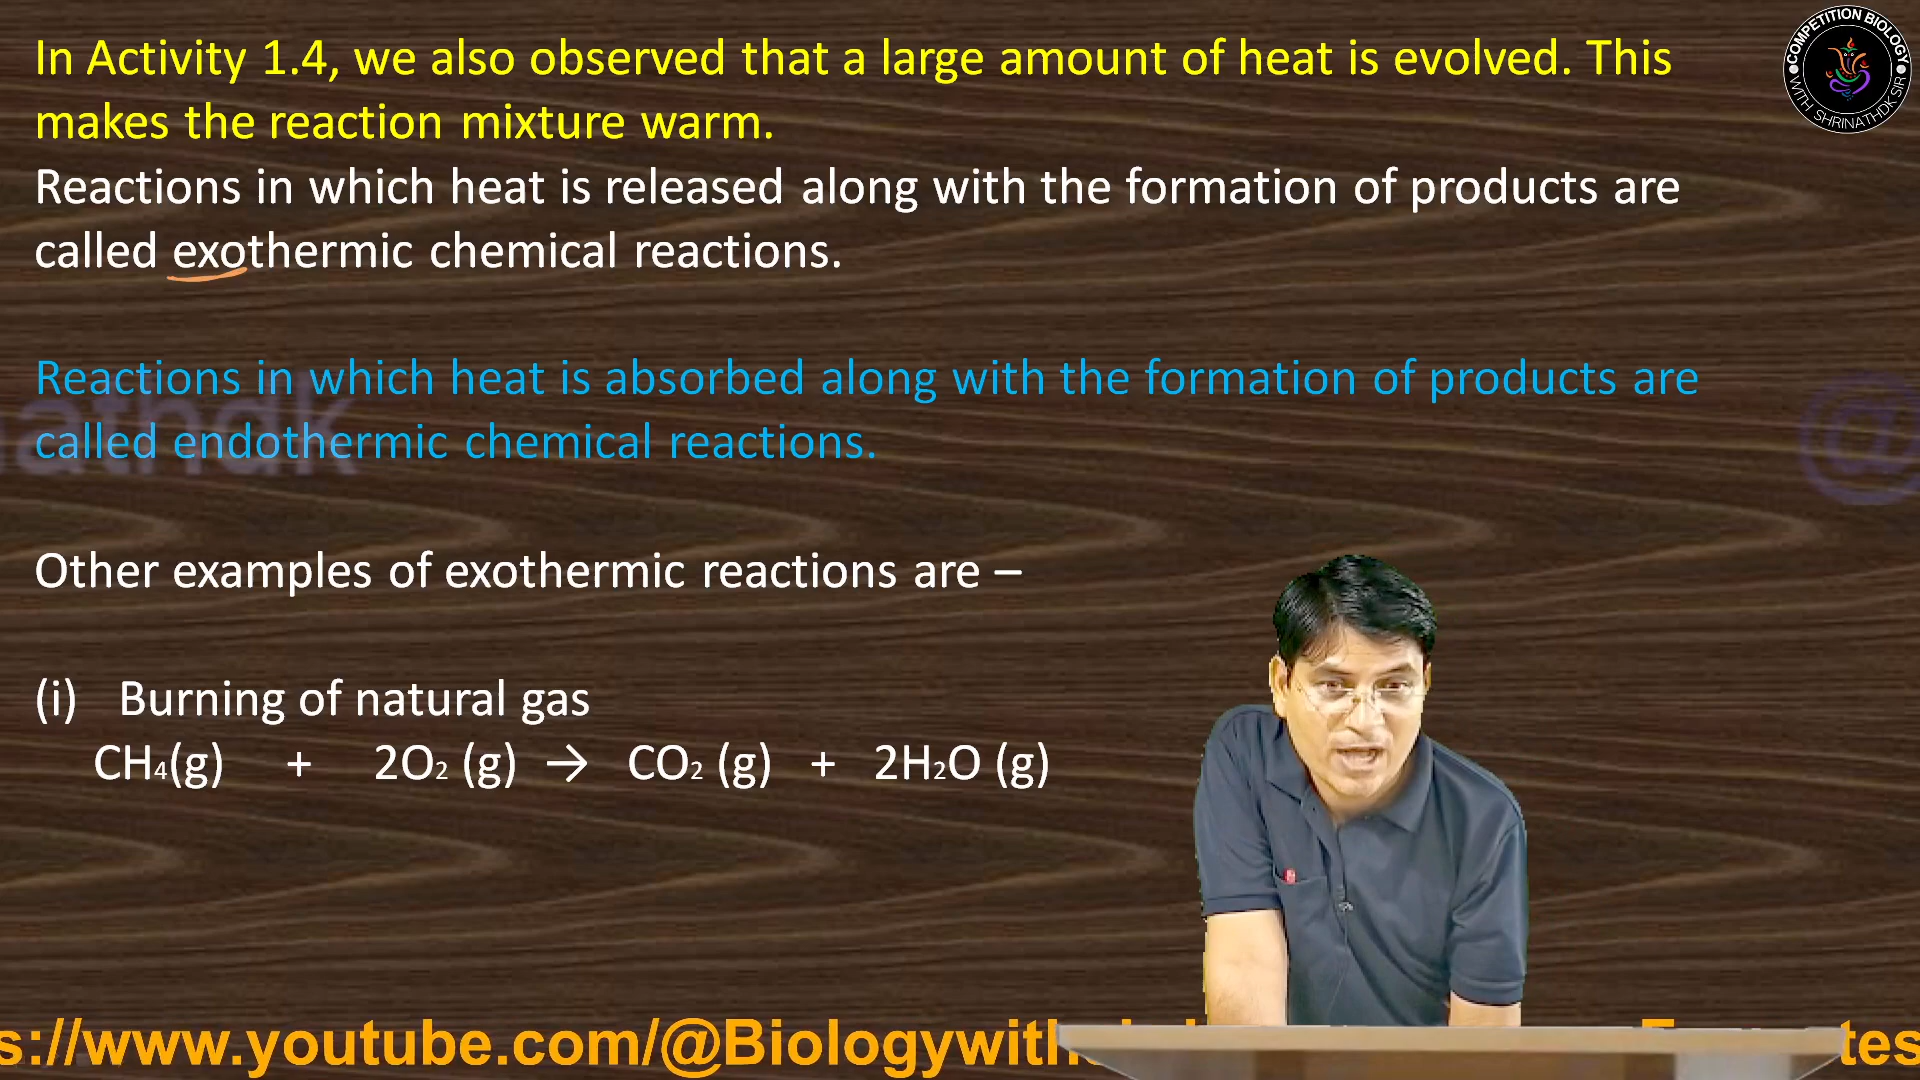 In Activity 1.4, we also observed that a large amount of heat is evolved. This
makes the reaction mixture warm.
Reactions in which heat is released along with the formation of products are
called exothermic chemical reactions.
Reactions in which heat is absorbed along with the formation of products are
called endothermic chemical reactions.
Other examples of exothermic reactions are –
(i) Burning of natural gas
CH₄(g) + 2O₂ (g) → CO₂ (g) + 2H₂O (g)
COMPETITION BIOLOGY
WITH SHRINATHDK SIR
nathdk
@
s://www.youtube.com/@Biologywith
tes